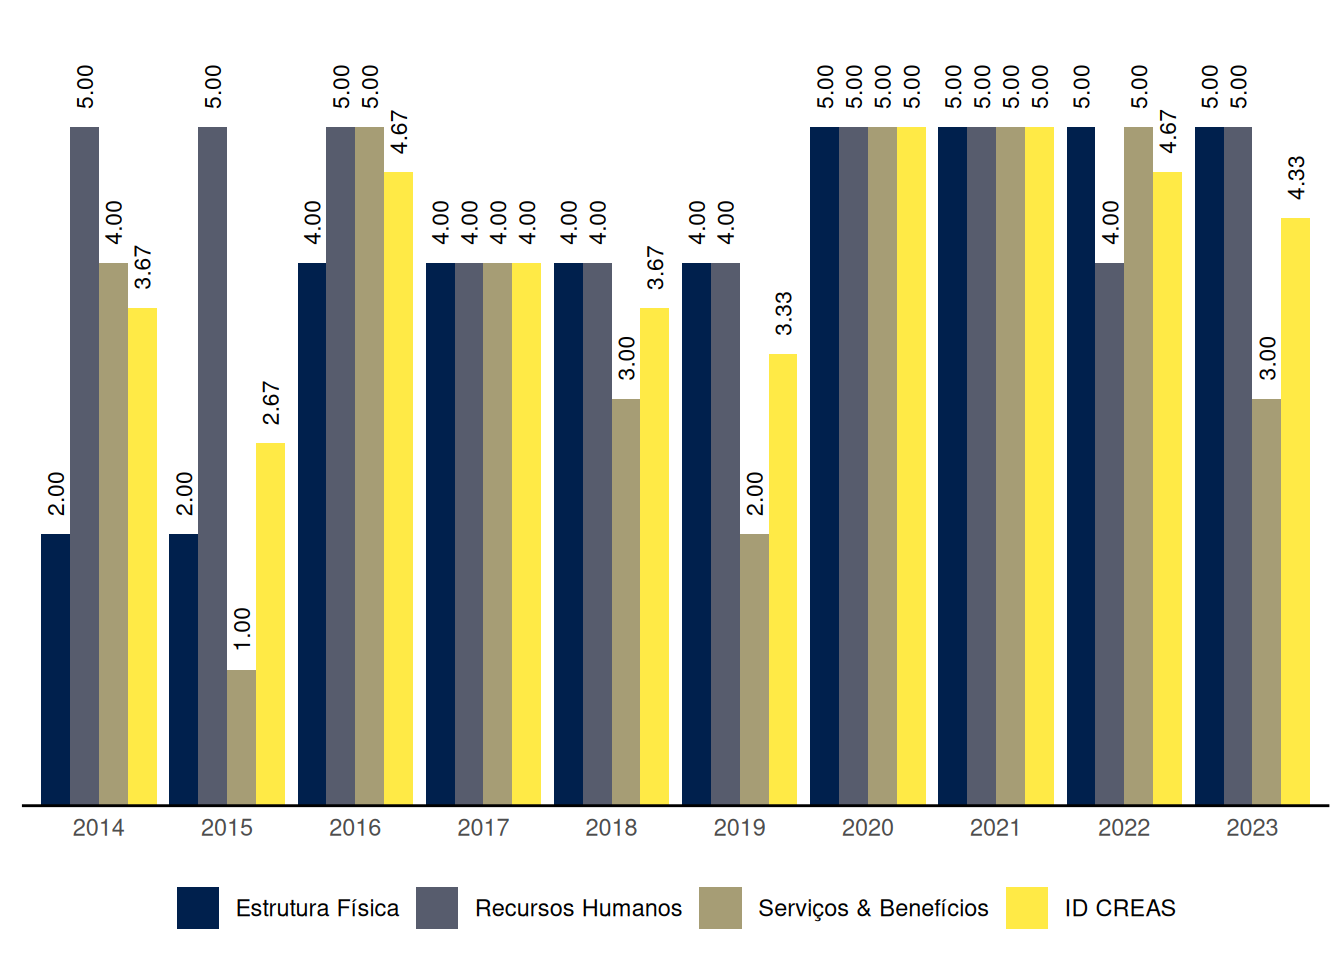 2.00 5.00 4.00 3.67
2.00 5.00 1.00 2.67
4.00 5.00 5.00 4.67
4.00 4.00 4.00 4.00
4.00 4.00 3.00 3.67
4.00 4.00 2.00 3.33
5.00 5.00 5.00 5.00
5.00 5.00 5.00 5.00
5.00 4.00 5.00 4.67
5.00 5.00 3.00 4.33
2014 2015 2016 2017 2018 2019 2020 2021 2022 2023
Estrutura Física Recursos Humanos Serviços & Benefícios ID CREAS